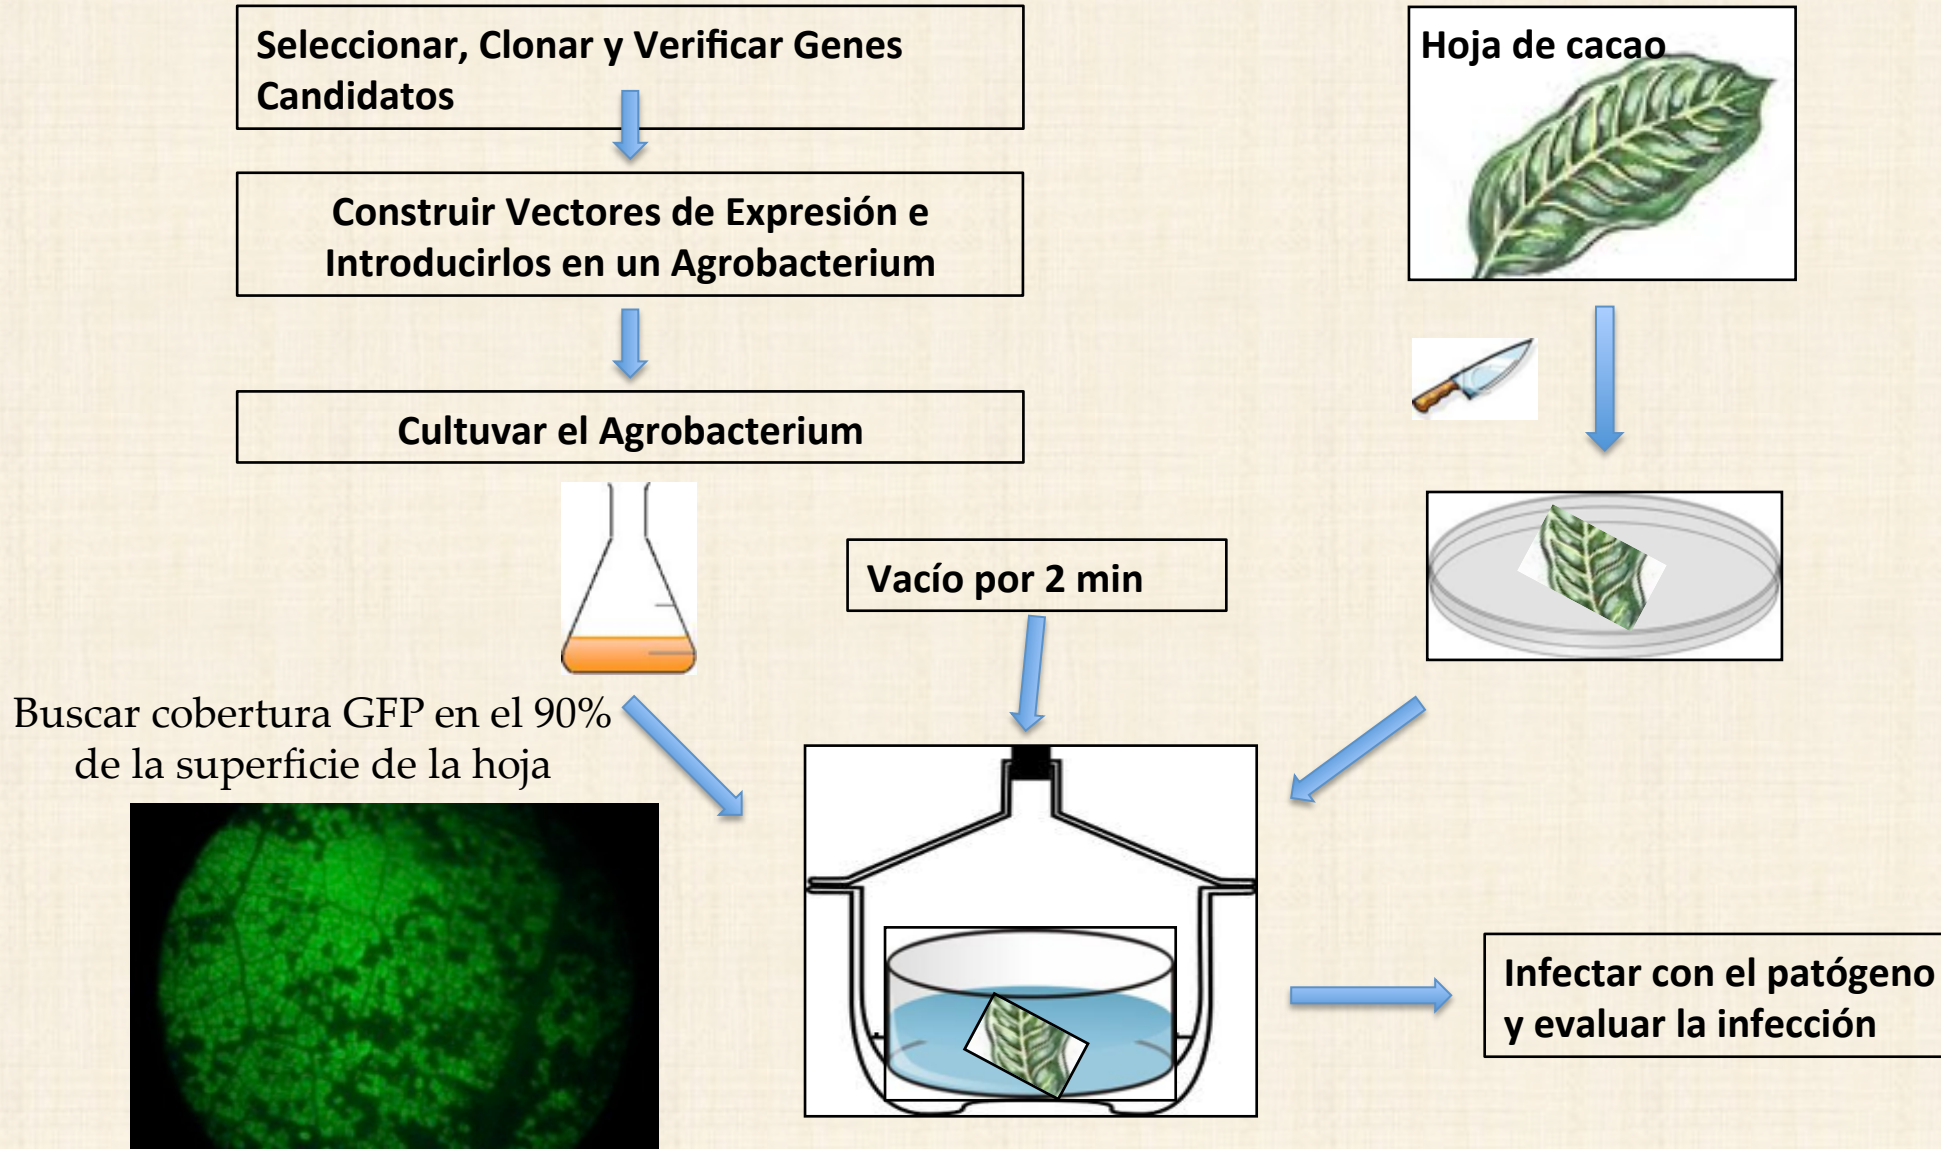 Seleccionar, Clonar y Verificar Genes
Candidatos
Hoja de cacao
Construir Vectores de Expresión e
Introducirlos en un Agrobacterium
Cultuvar el Agrobacterium
Vacío por 2 min
Buscar cobertura GFP en el 90%
de la superficie de la hoja
Infectar con el patógeno
y evaluar la infección